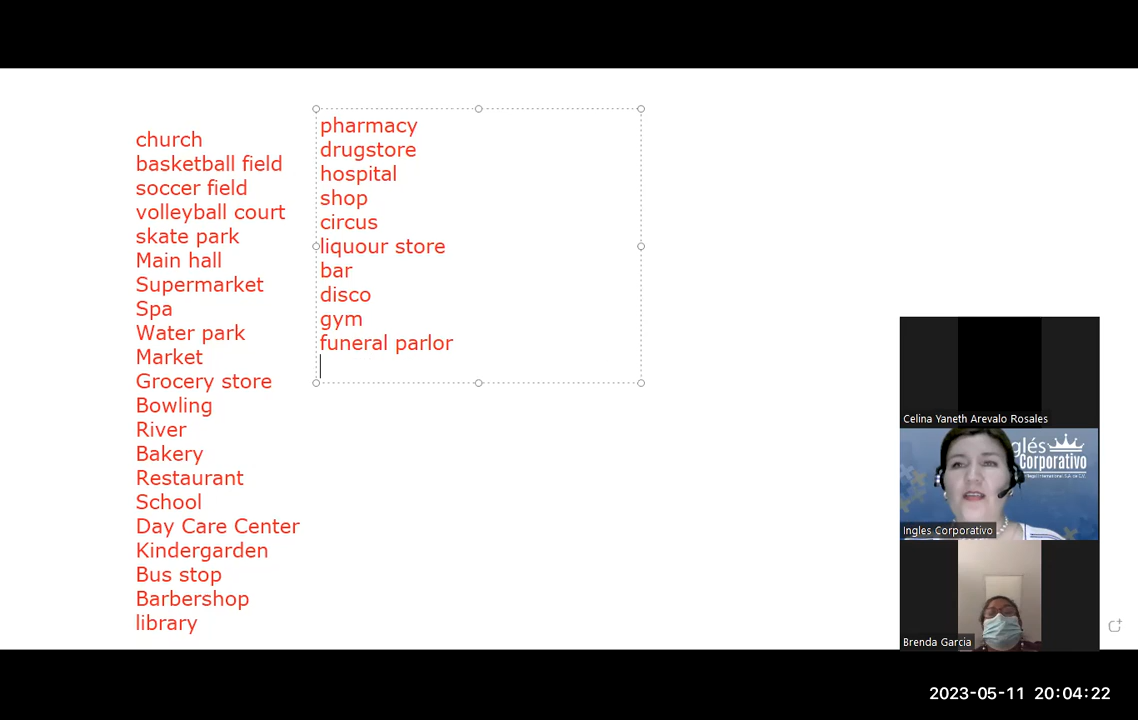 church
basketball field
soccer field
volleyball court
skate park
Main hall
Supermarket
Spa
Water park
Market
Grocery store
Bowling
River
Bakery
Restaurant
School
Day Care Center
Kindergarden
Bus stop
Barbershop
library
pharmacy
drugstore
hospital
shop
circus
liquour store
bar
disco
gym
funeral parlor
Celina Yaneth Arevalo Rosales
glés
Corporativo
Ingles Corporativo
Brenda Garcia
2023-05-11 20:04:22